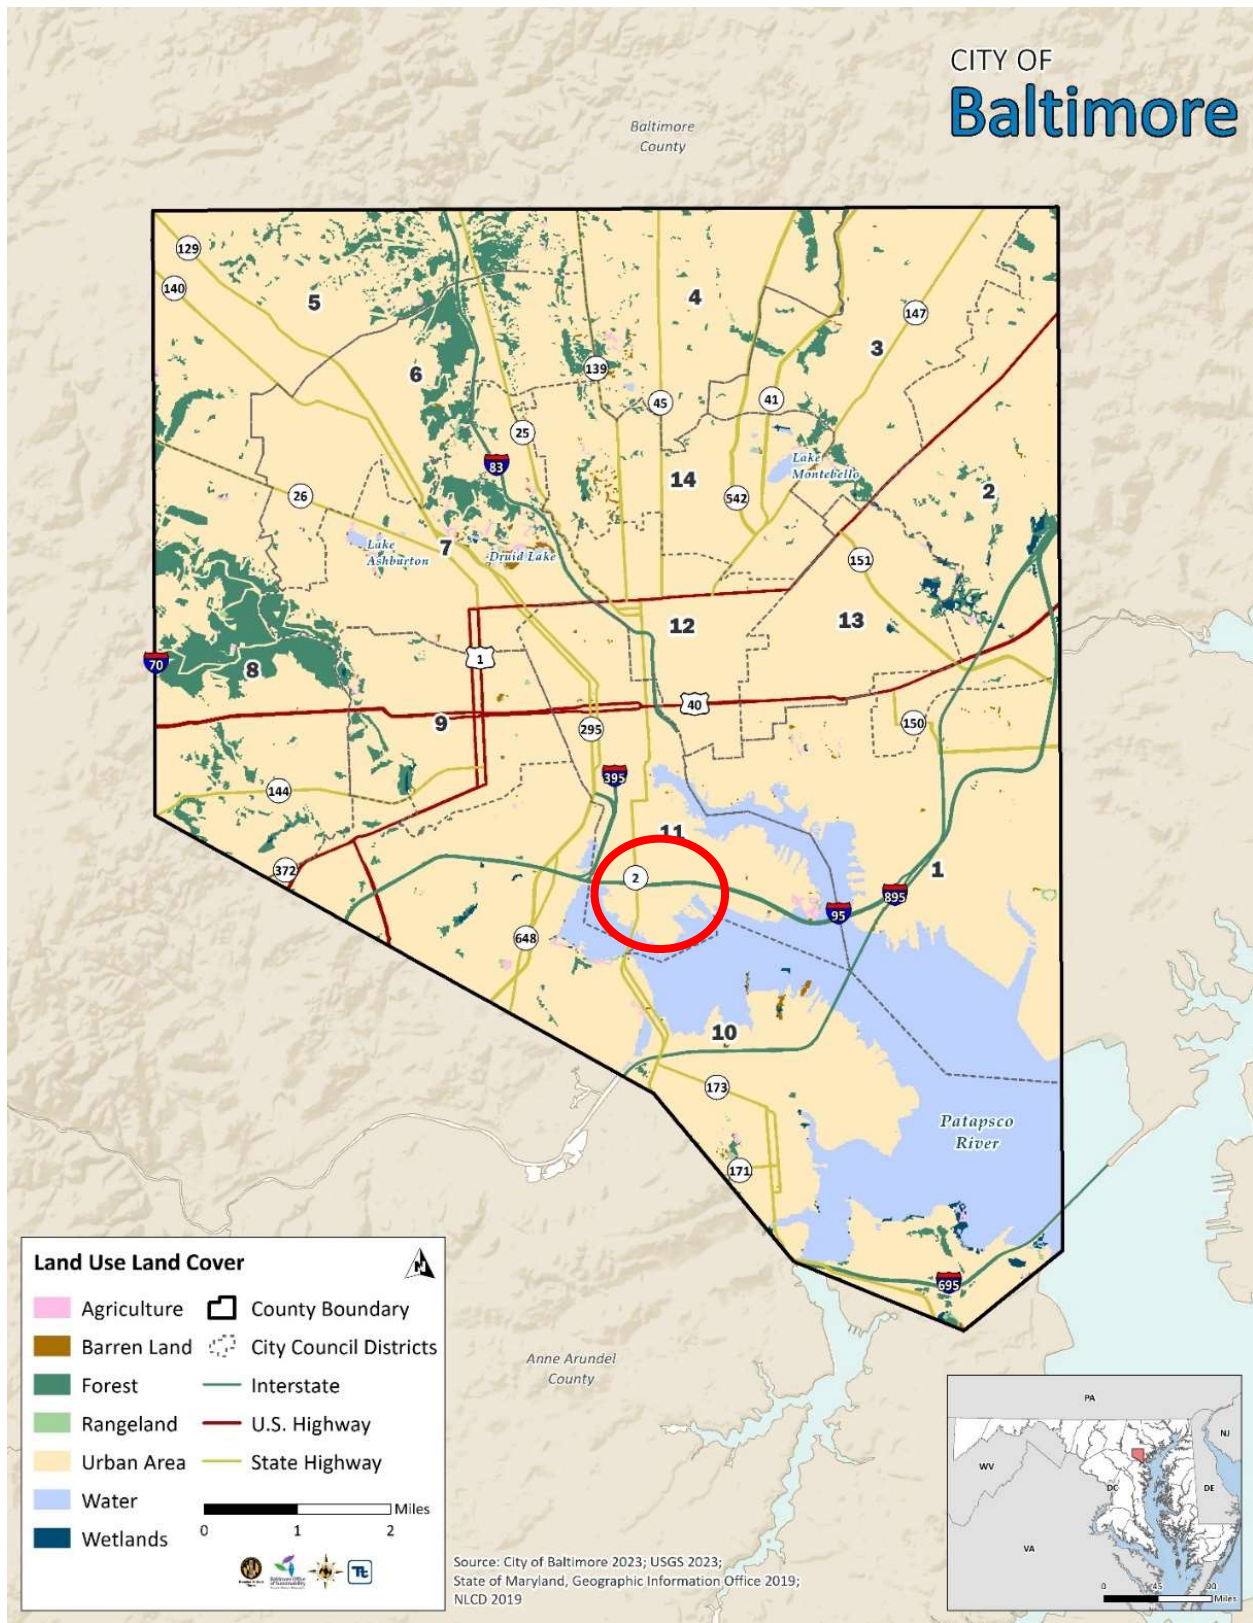 CITY OF
Baltimore
Baltimore
County
129
140
5
4
147
3
6
139
45
41
25
83
Lake
Montebello
14
542
2
26
Lake
Ashburton
7
Druid Lake
151
12
13
70
8
1
40
9
295
150
395
144
11
372
2
1
895
95
648
10
173
Patapsco
River
171
695
Land Use Land Cover
N
Agriculture
County Boundary
Barren Land
City Council Districts
Forest
Interstate
Rangeland
U.S. Highway
Urban Area
State Highway
Water
Miles
0 1 2
Wetlands
Tt
Anne Arundel
County
Source: City of Baltimore 2023; USGS 2023;
State of Maryland, Geographic Information Office 2019;
NLCD 2019
PA
NJ
WV
DC
DE
VA
0 45 90
Miles